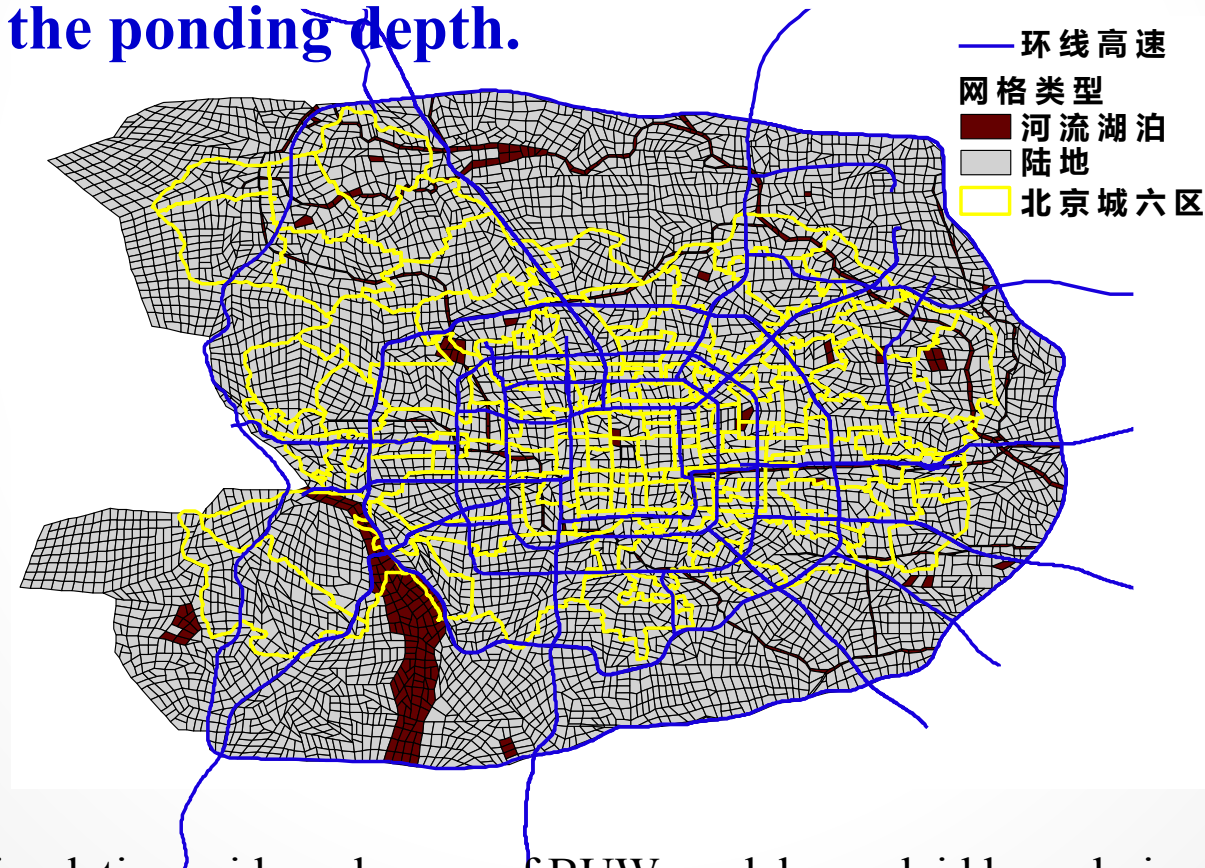 the ponding depth.
环线高速
网格类型
河流湖泊
陆地
北京城六区